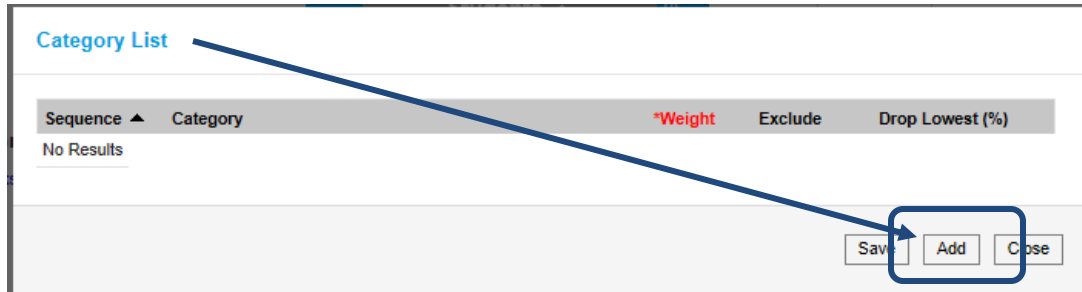 Category List
Sequence ▲ Category *Weight Exclude Drop Lowest (%)
No Results
Save Add Close